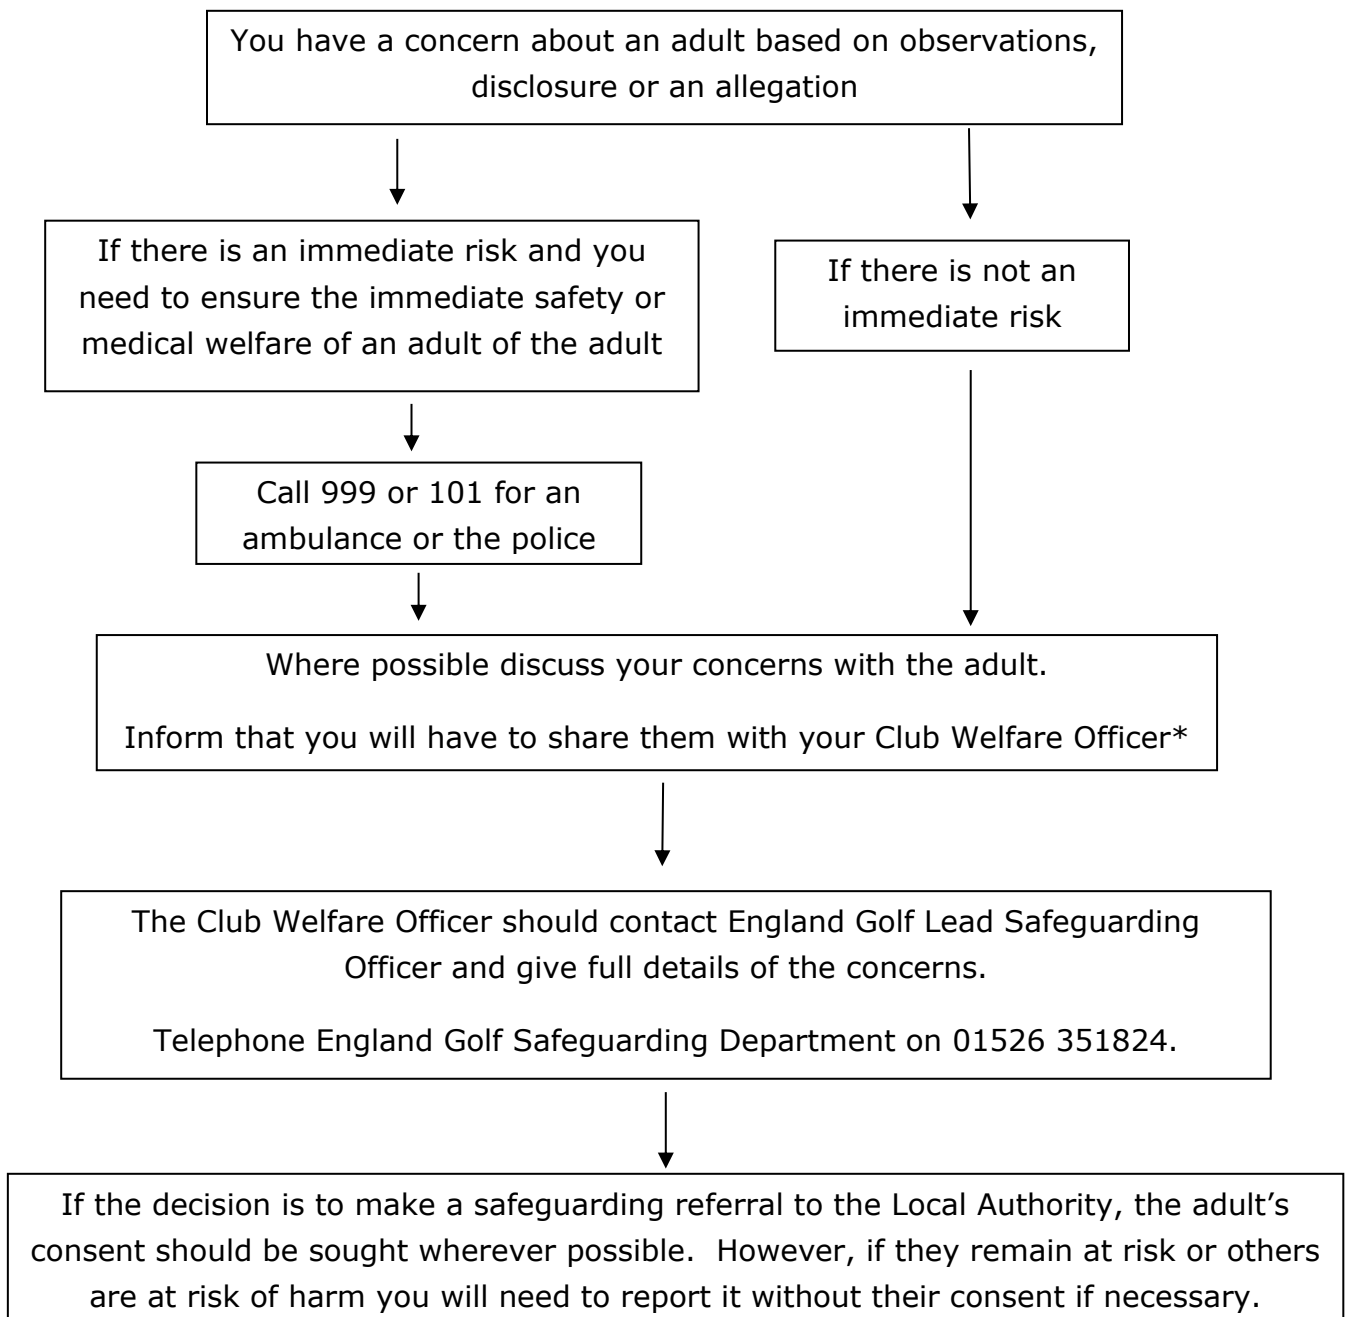 You have a concern about an adult based on observations,
disclosure or an allegation
If there is an immediate risk and you
need to ensure the immediate safety or
medical welfare of an adult of the adult
If there is not an
immediate risk
Call 999 or 101 for an
ambulance or the police
Where possible discuss your concerns with the adult.
Inform that you will have to share them with your Club Welfare Officer*
The Club Welfare Officer should contact England Golf Lead Safeguarding
Officer and give full details of the concerns.
Telephone England Golf Safeguarding Department on 01526 351824.
If the decision is to make a safeguarding referral to the Local Authority, the adult’s
consent should be sought wherever possible.  However, if they remain at risk or others
are at risk of harm you will need to report it without their consent if necessary.